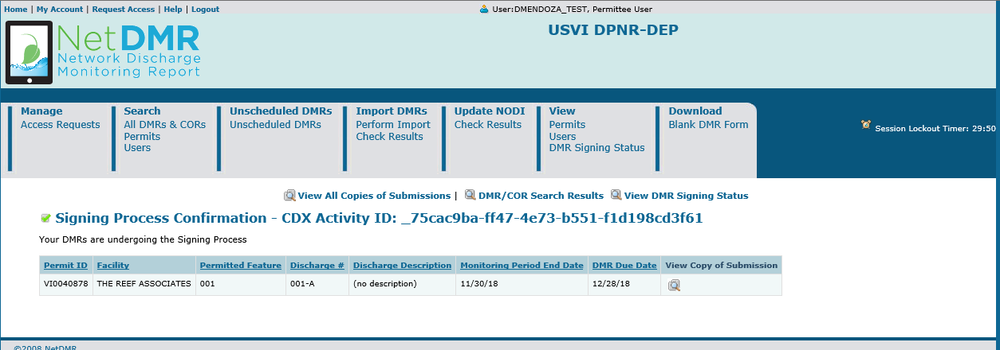 Home | My Account | Request Access | Help | Logout
User:DMENDOZA_TEST, Permittee User
NetDMR
Network Discharge
Monitoring Report
USVI DPNR-DEP
Manage
Access Requests
Search
All DMRs & CORs
Permits
Users
Unscheduled DMRs
Unscheduled DMRs
Import DMRs
Perform Import
Check Results
Update NODI
Check Results
View
Permits
Users
DMR Signing Status
Download
Blank DMR Form
Session Lockout Timer: 29:50
View All Copies of Submissions | DMR/COR Search Results View DMR Signing Status
Signing Process Confirmation - CDX Activity ID: _75cac9ba-ff47-4e73-b551-f1d198cd3f61
Your DMRs are undergoing the Signing Process
Permit ID Facility Permitted Feature Discharge # Discharge Description Monitoring Period End Date DMR Due Date View Copy of Submission
VI0040878 THE REEF ASSOCIATES 001 001-A (no description) 11/30/18 12/28/18
©2008 NetDMR